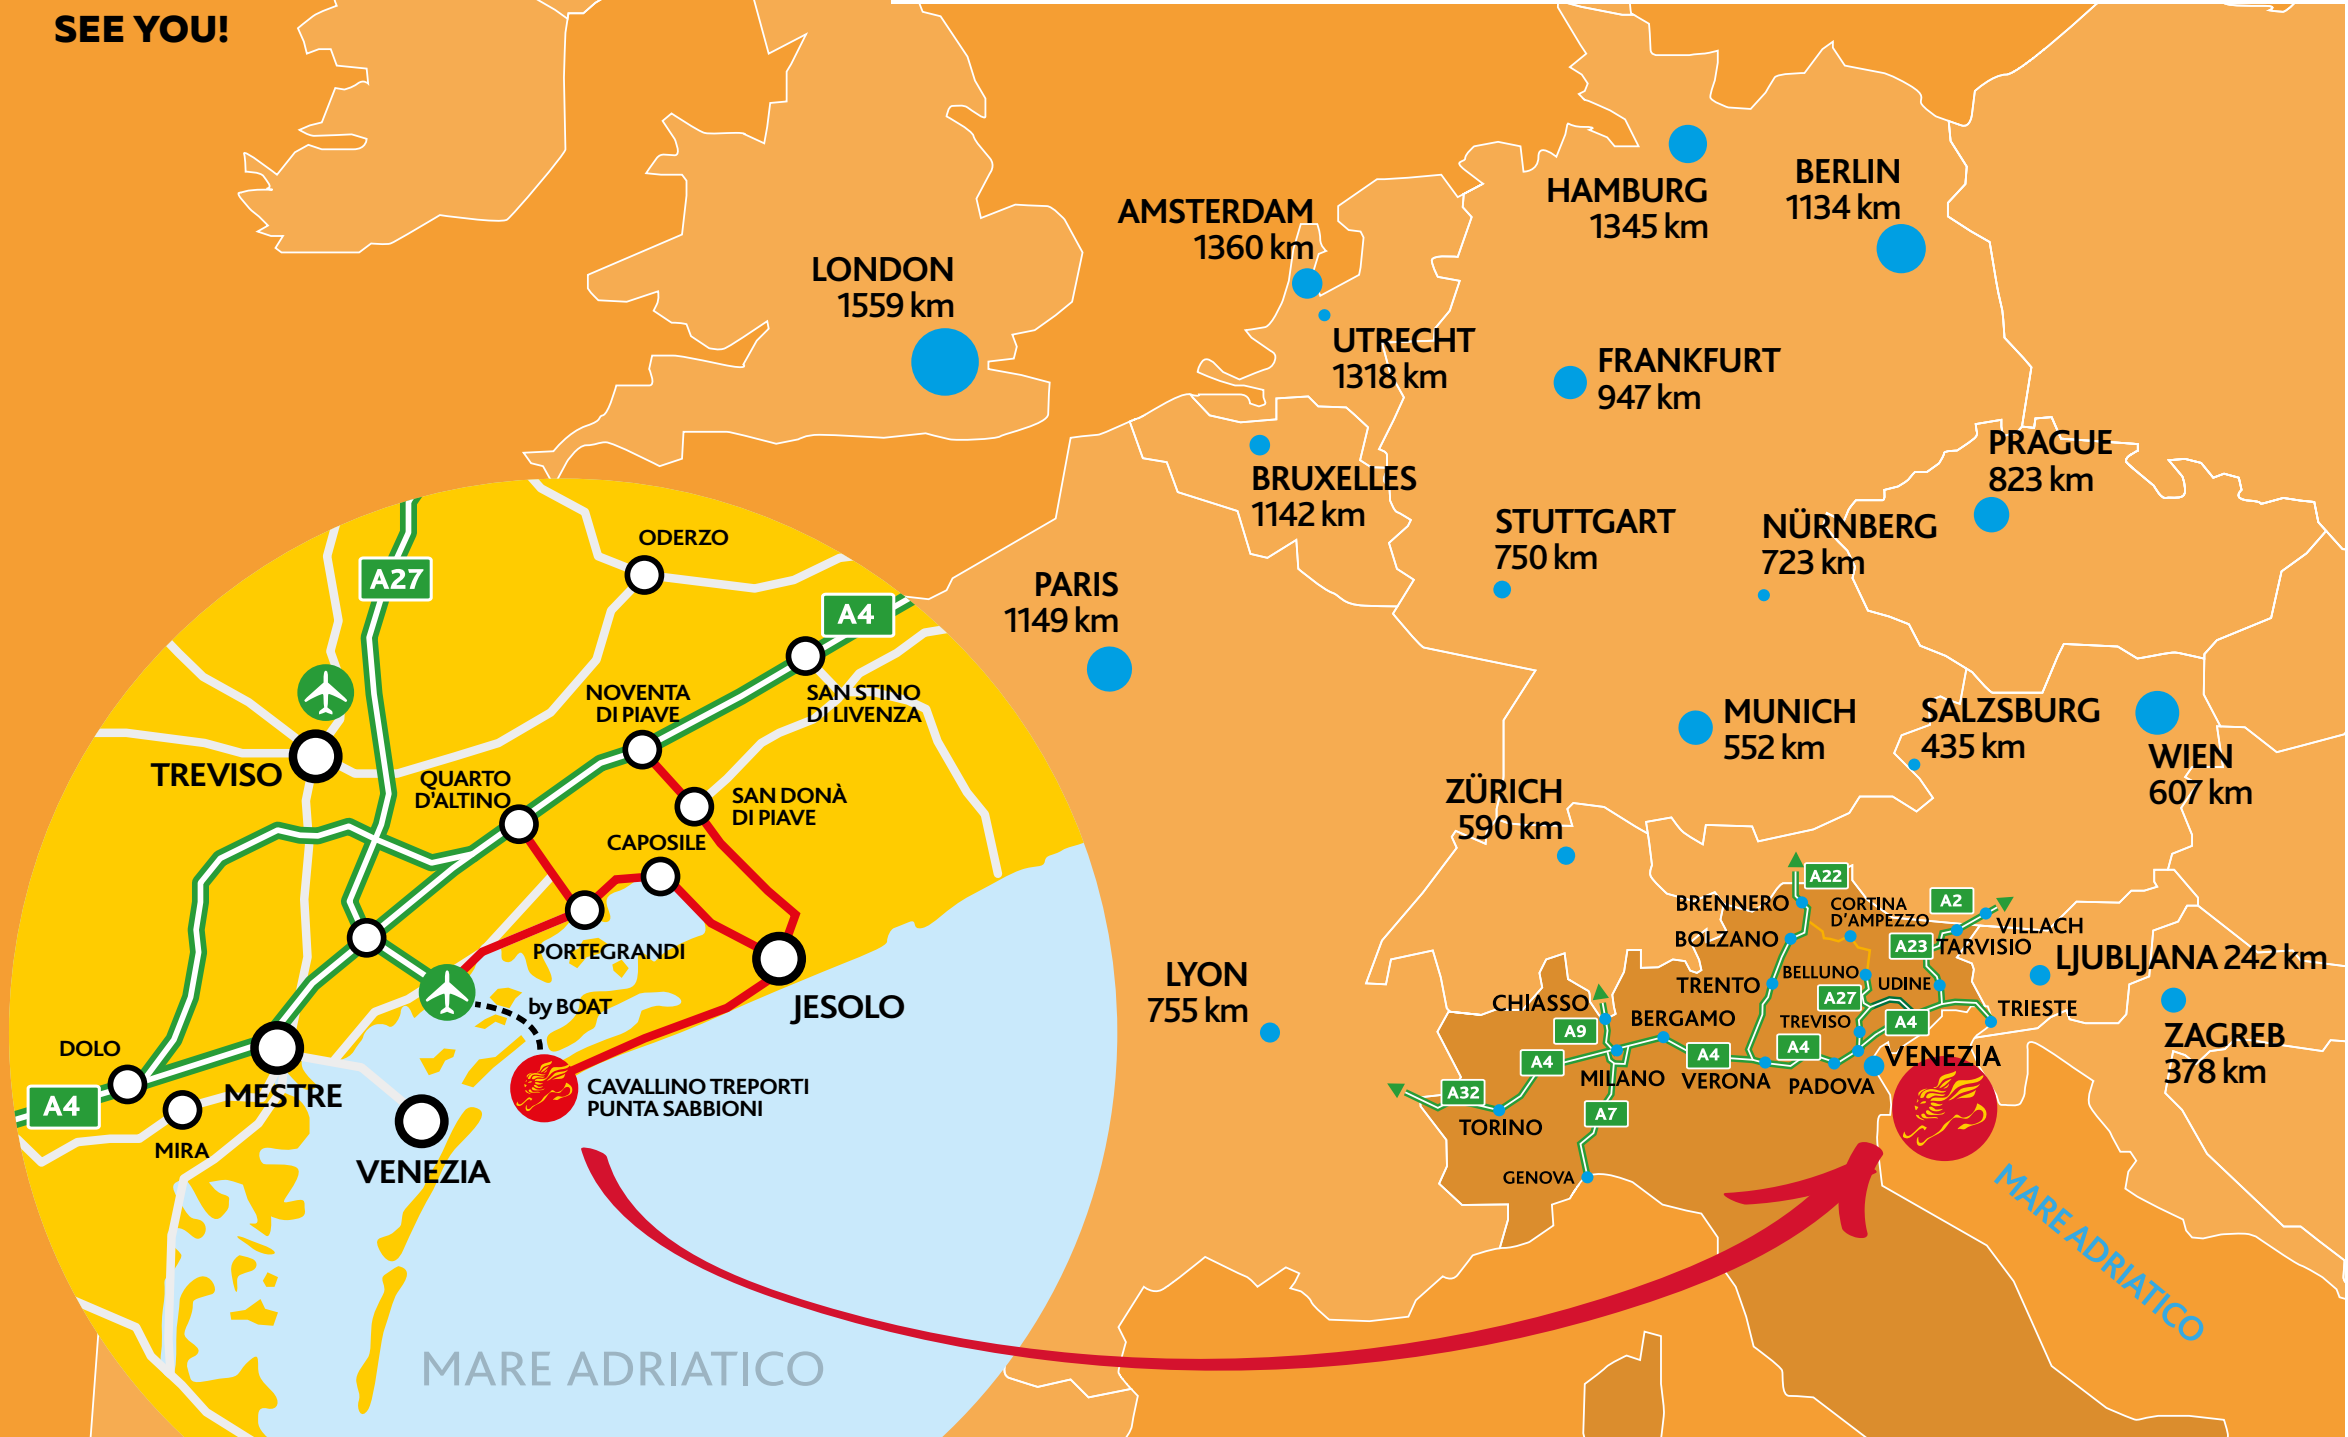 SEE YOU!
LONDON
1559 km
AMSTERDAM
1360 km
UTRECHT
1318 km
HAMBURG
1345 km
BERLIN
1134 km
FRANKFURT
947 km
BRUXELLES
1142 km
PRAGUE
823 km
STUTTGART
750 km
NÜRNBERG
723 km
PARIS
1149 km
MUNICH
552 km
SALZSBURG
435 km
WIEN
607 km
ZÜRICH
590 km
LYON
755 km
LJUBLJANA 242 km
ZAGREB
378 km
A22
BRENNERO
CORTINA
D'AMPEZZO
A2
VILLACH
BOLZANO
A23
TARVISIO
TRENTO
BELLUNO
UDINE
A27
CHIASSO
TRIESTE
A9
BERGAMO
TREVISO
A4
A4
A4
A4
VENEZIA
MILANO
VERONA
PADOVA
A32
TORINO
A7
GENOVA
MARE ADRIATICO
ODERZO
A27
A4
NOVENTA
DI PIAVE
SAN STINO
DI LIVENZA
TREVISO
QUARTO
D'ALTINO
SAN DONÀ
DI PIAVE
CAPOSILE
PORTEGRANDI
by BOAT
JESOLO
DOLO
A4
MESTRE
CAVALLINO TREPORTI
PUNTA SABBIONI
MIRA
VENEZIA
MARE ADRIATICO